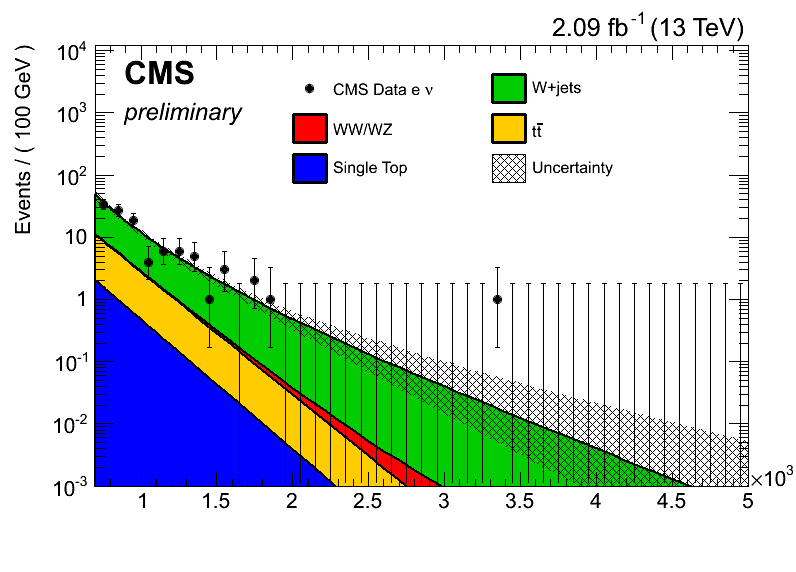 2.09 fb⁻¹ (13 TeV)
CMS
preliminary
CMS Data e ν
W+jets
WW/WZ
tt̄
Single Top
Uncertainty
Events / ( 100 GeV )
10⁴
10³
10²
10
1
10⁻¹
10⁻²
10⁻³
1 1.5 2 2.5 3 3.5 4 4.5 5
×10³